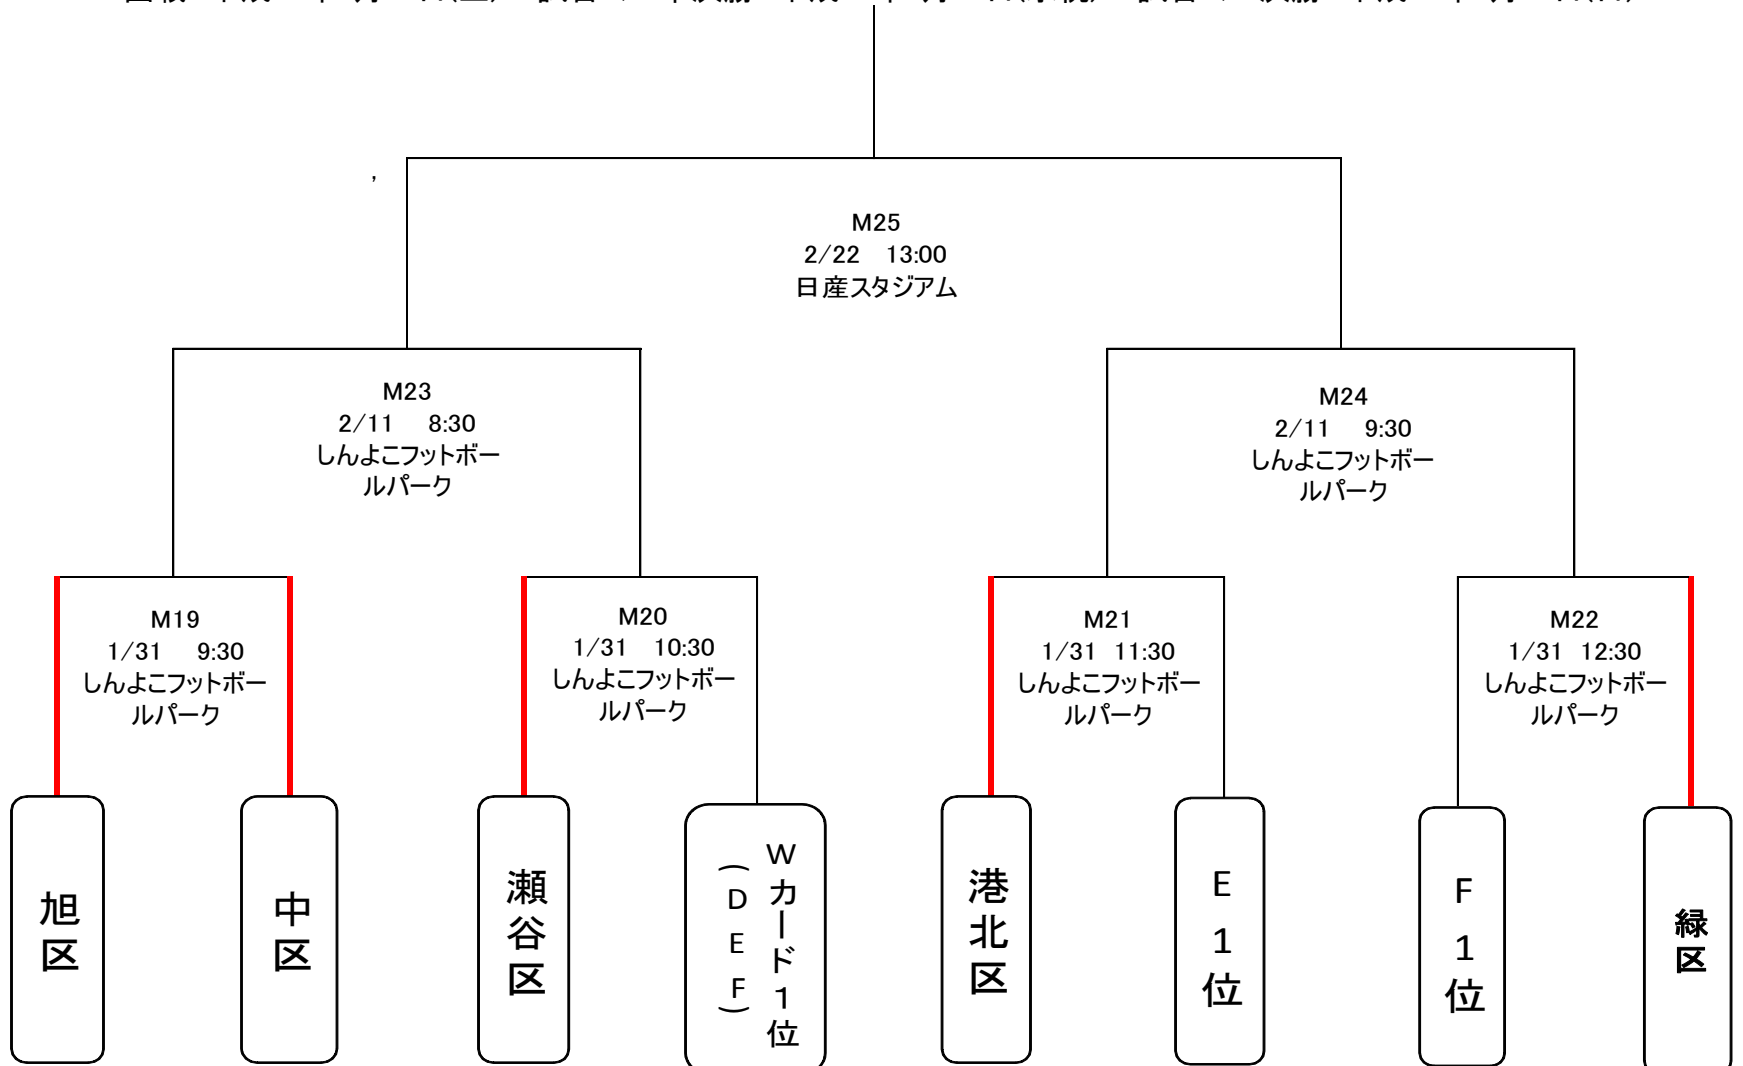 M25
2/22 13:00
日産スタジアム
M23
2/11 8:30
しんよこフットボー
ルパーク
M24
2/11 9:30
しんよこフットボー
ルパーク
M19
1/31 9:30
しんよこフットボー
ルパーク
M20
1/31 10:30
しんよこフットボー
ルパーク
M21
1/31 11:30
しんよこフットボー
ルパーク
M22
1/31 12:30
しんよこフットボー
ルパーク
旭区
中区
瀬谷区
Wカード1位
(DEF)
港北区
E1位
F1位
緑区